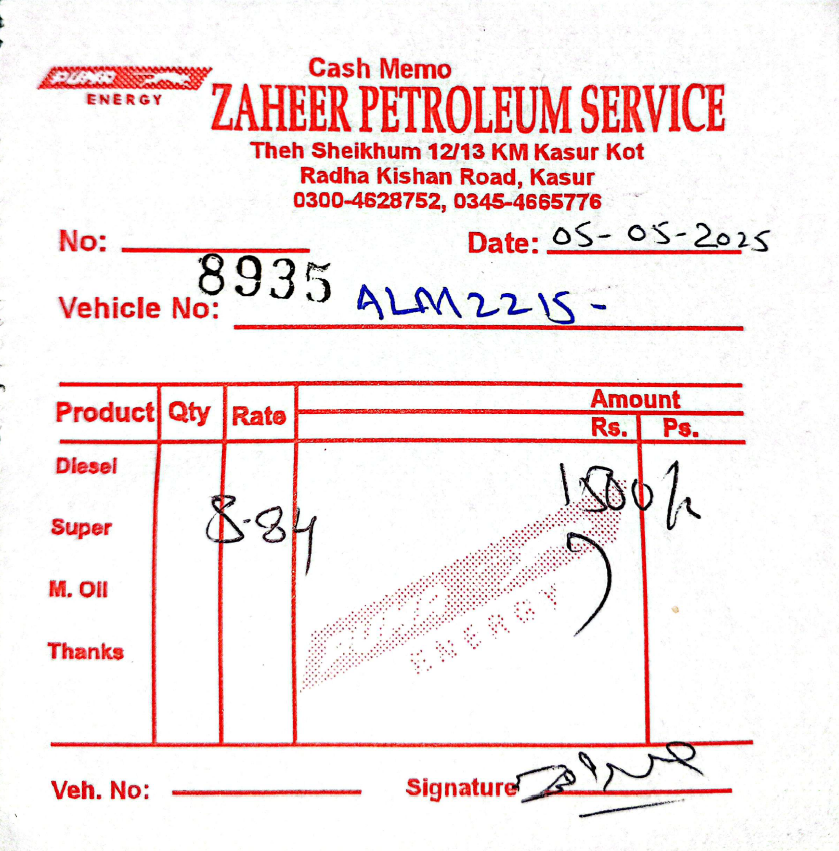 PUMA
ENERGY
Cash Memo
ZAHEER PETROLEUM SERVICE
Theh Sheikhum 12/13 KM Kasur Kot
Radha Kishan Road, Kasur
0300-4628752, 0345-4665776
No: 8935
Date: 05-05-2025
Vehicle No: ALM2215-
Product Qty Rate Amount
Rs. Ps.
Diesel
1500/-
Super 8.84
M. Oil
Thanks
PUMA
ENERGY
Veh. No:
Signature